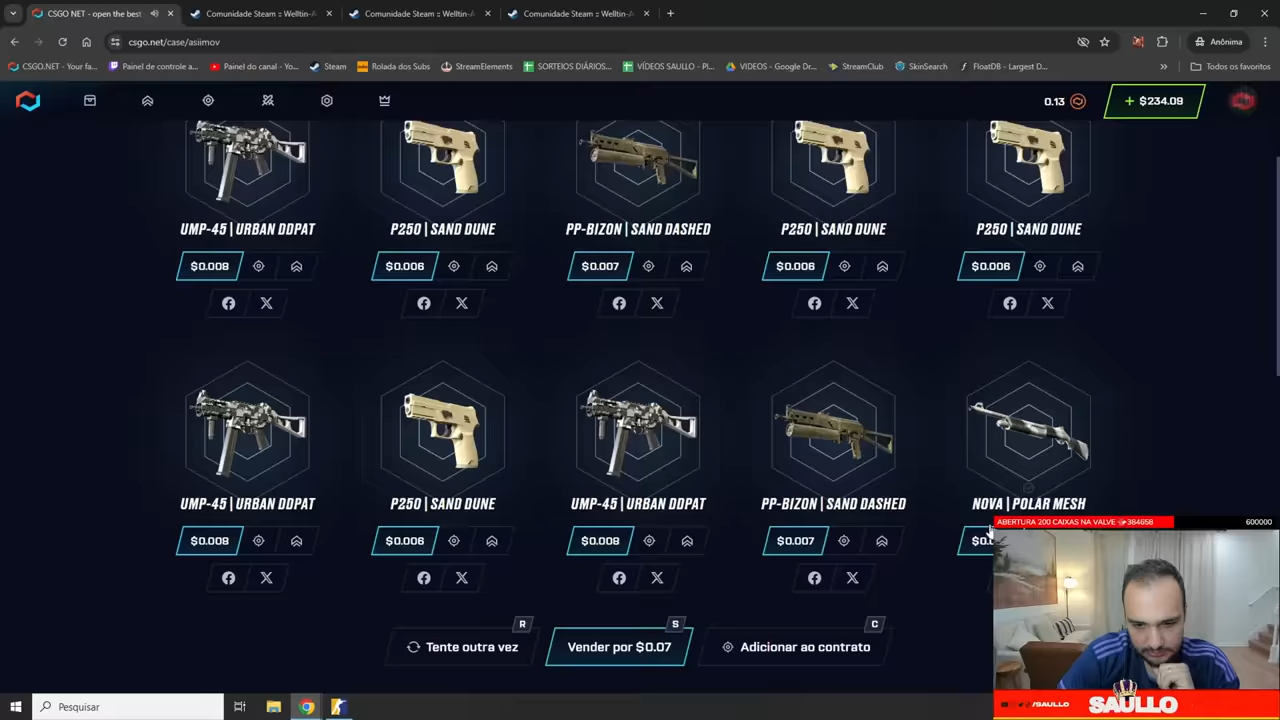 CSGO.NET - open the best
Comunidade Steam :: Welltin-A
Comunidade Steam :: Welltin-A
Comunidade Steam :: Welltin-A
csgo.net/case/asiimov
Anônima
CSGO.NET - Your fa...
Painel de controle a...
Painel do canal - Yo...
Steam
Rolada dos Subs
StreamElements
SORTEIOS DIÁRIOS...
VÍDEOS SAULLO - P...
VIDEOS - Google Dr...
StreamClub
SkinSearch
FloatDB - Largest D...
Todos os favoritos
0.13
+ $234.09
UMP-45 | URBAN DDPAT
P250 | SAND DUNE
PP-BIZON | SAND DASHED
P250 | SAND DUNE
P250 | SAND DUNE
$0.008
$0.006
$0.007
$0.006
$0.006
UMP-45 | URBAN DDPAT
P250 | SAND DUNE
UMP-45 | URBAN DDPAT
PP-BIZON | SAND DASHED
NOVA | POLAR MESH
ABERTURA 200 CAIXAS NA VALVE 384658
600000
$0.008
$0.006
$0.008
$0.007
R
S
C
Tente outra vez
Vender por $0.07
Adicionar ao contrato
/SAULLO
SAULLO
Pesquisar